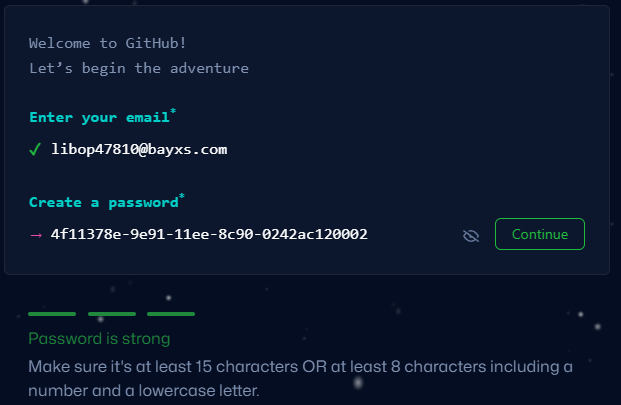 Welcome to GitHub!
Let’s begin the adventure
Enter your email*
✓ libop47810@bayxs.com
Create a password*
→ 4f11378e-9e91-11ee-8c90-0242ac120002
Continue
Password is strong
Make sure it's at least 15 characters OR at least 8 characters including a
number and a lowercase letter.